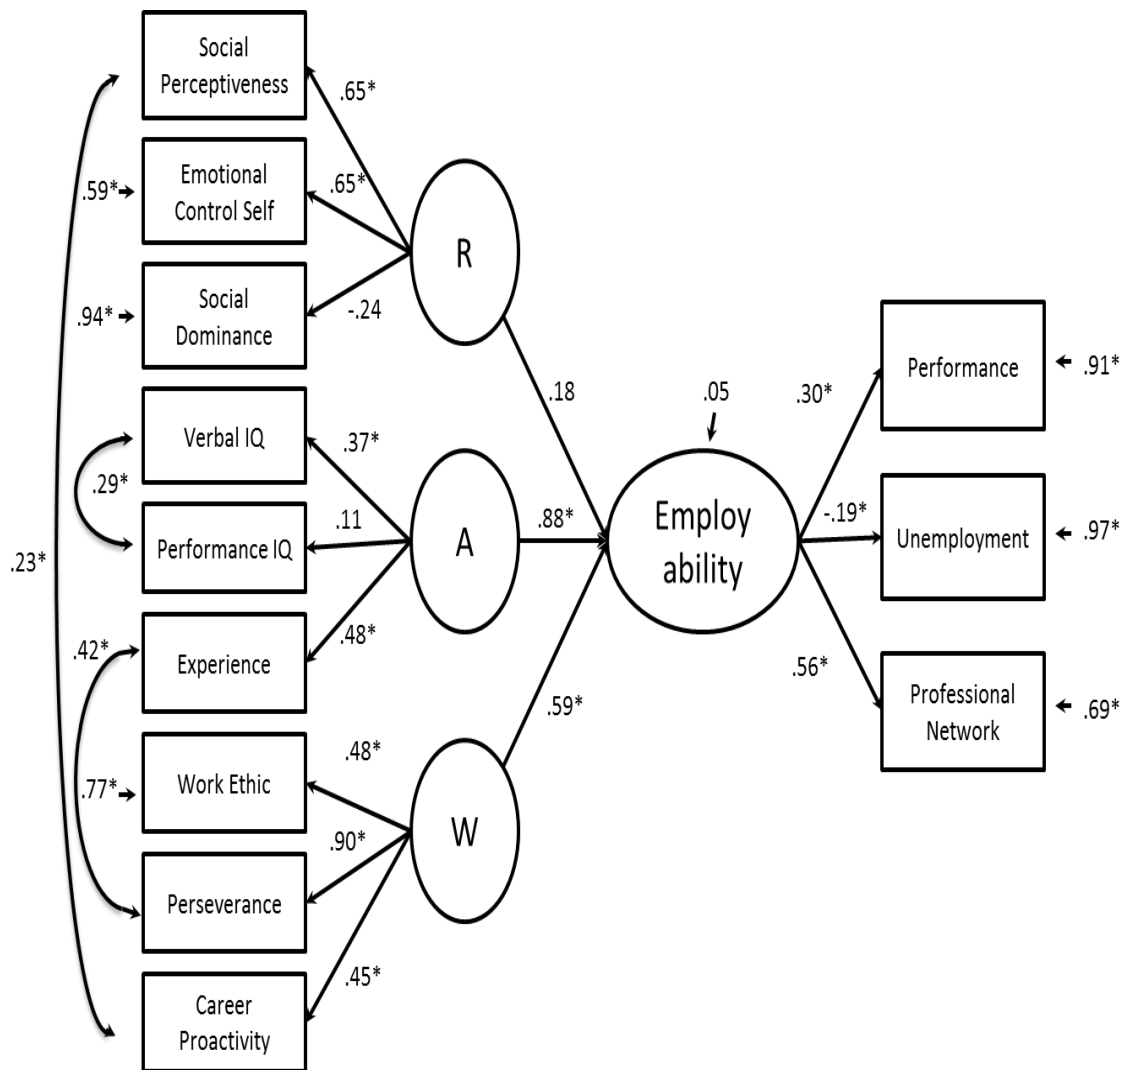 Social
Perceptiveness
.65*
Emotional
Control Self
.59*
.65*
R
Social
Dominance
.94*
-.24
Performance
.91*
.18
.05
.30*
Verbal IQ
.37*
.29*
A
.88*
Employ
ability
-.19*
Unemployment
.97*
Performance IQ
.11
.23*
Experience
.42*
.48*
.56*
Professional
Network
.69*
.59*
Work Ethic
.77*
.48*
W
Perseverance
.90*
Career
Proactivity
.45*